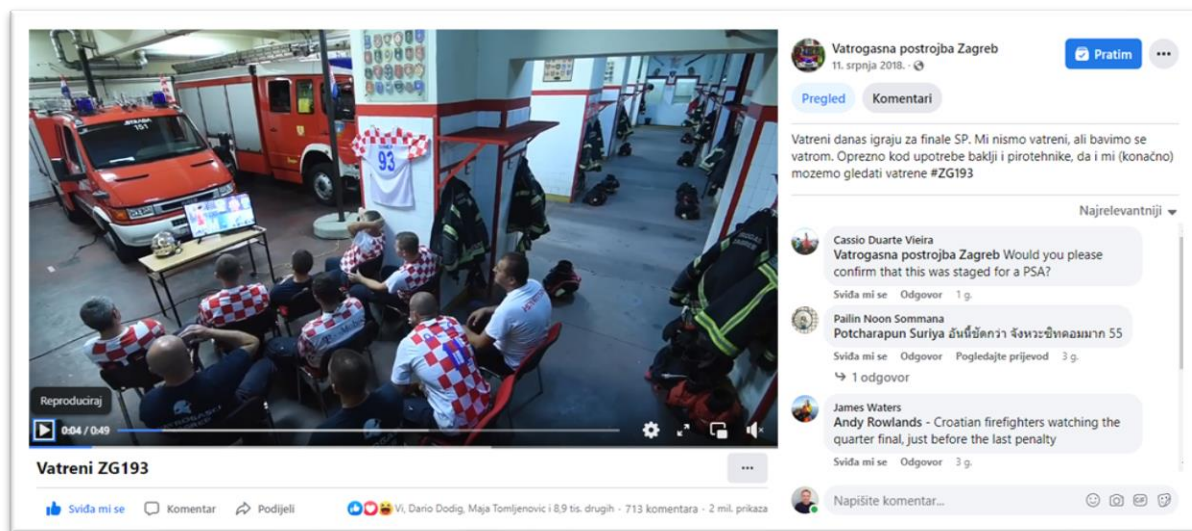 151
93
Reproduciraj
0:04 / 0:49
Vatreni ZG193
Sviđa mi se
Komentar
Podijeli
Vi, Dario Dodig, Maja Tomljenovic i 8,9 tis. drugih · 713 komentara · 2 mil. prikaza
Vatrogasna postrojba Zagreb
11. srpnja 2018. ·
Pratim
Pregled
Komentari
Vatreni danas igraju za finale SP. Mi nismo vatreni, ali bavimo se
vatrom. Oprezno kod upotrebe baklji i pirotehnike, da i mi (konačno)
mozemo gledati vatrene #ZG193
Najrelevantniji
Cassio Duarte Vieira
Vatrogasna postrojba Zagreb Would you please
confirm that this was staged for a PSA?
Sviđa mi se Odgovor 1 g.
Pailin Noon Sommana
Potcharapun Suriya อันนี้ชัดกว่า จังหวะชิทคอมมาก 55
Sviđa mi se Odgovor Pogledajte prijevod 3 g.
1 odgovor
James Waters
Andy Rowlands - Croatian firefighters watching the
quarter final, just before the last penalty
Sviđa mi se Odgovor 3 g.
Napišite komentar...
GIF